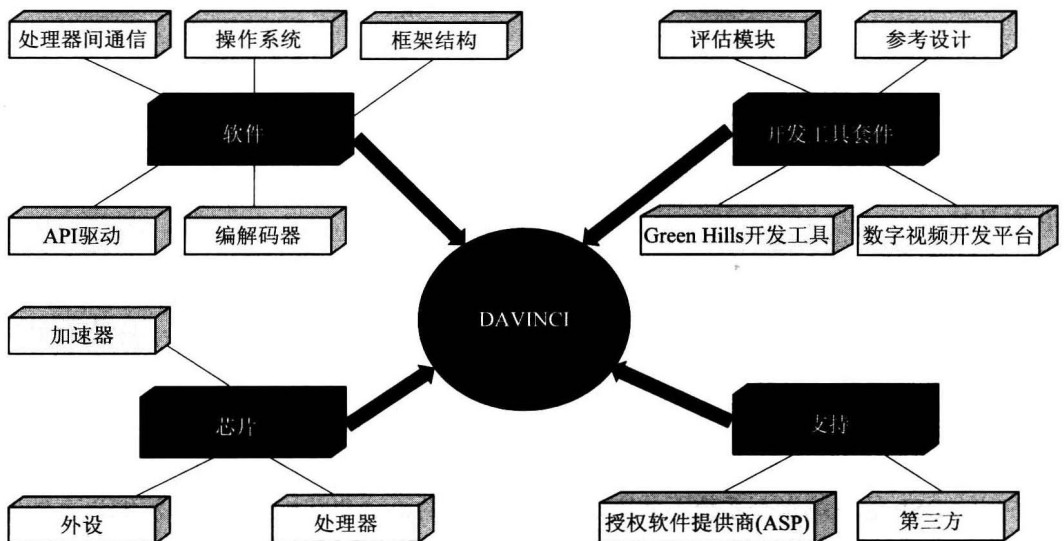 处理器间通信
操作系统
框架结构
软件
API驱动
编解码器
评估模块
参考设计
开发工具套件
Green Hills开发工具
数字视频开发平台
DAVINCI
加速器
芯片
外设
处理器
支持
授权软件提供商(ASP)
第三方